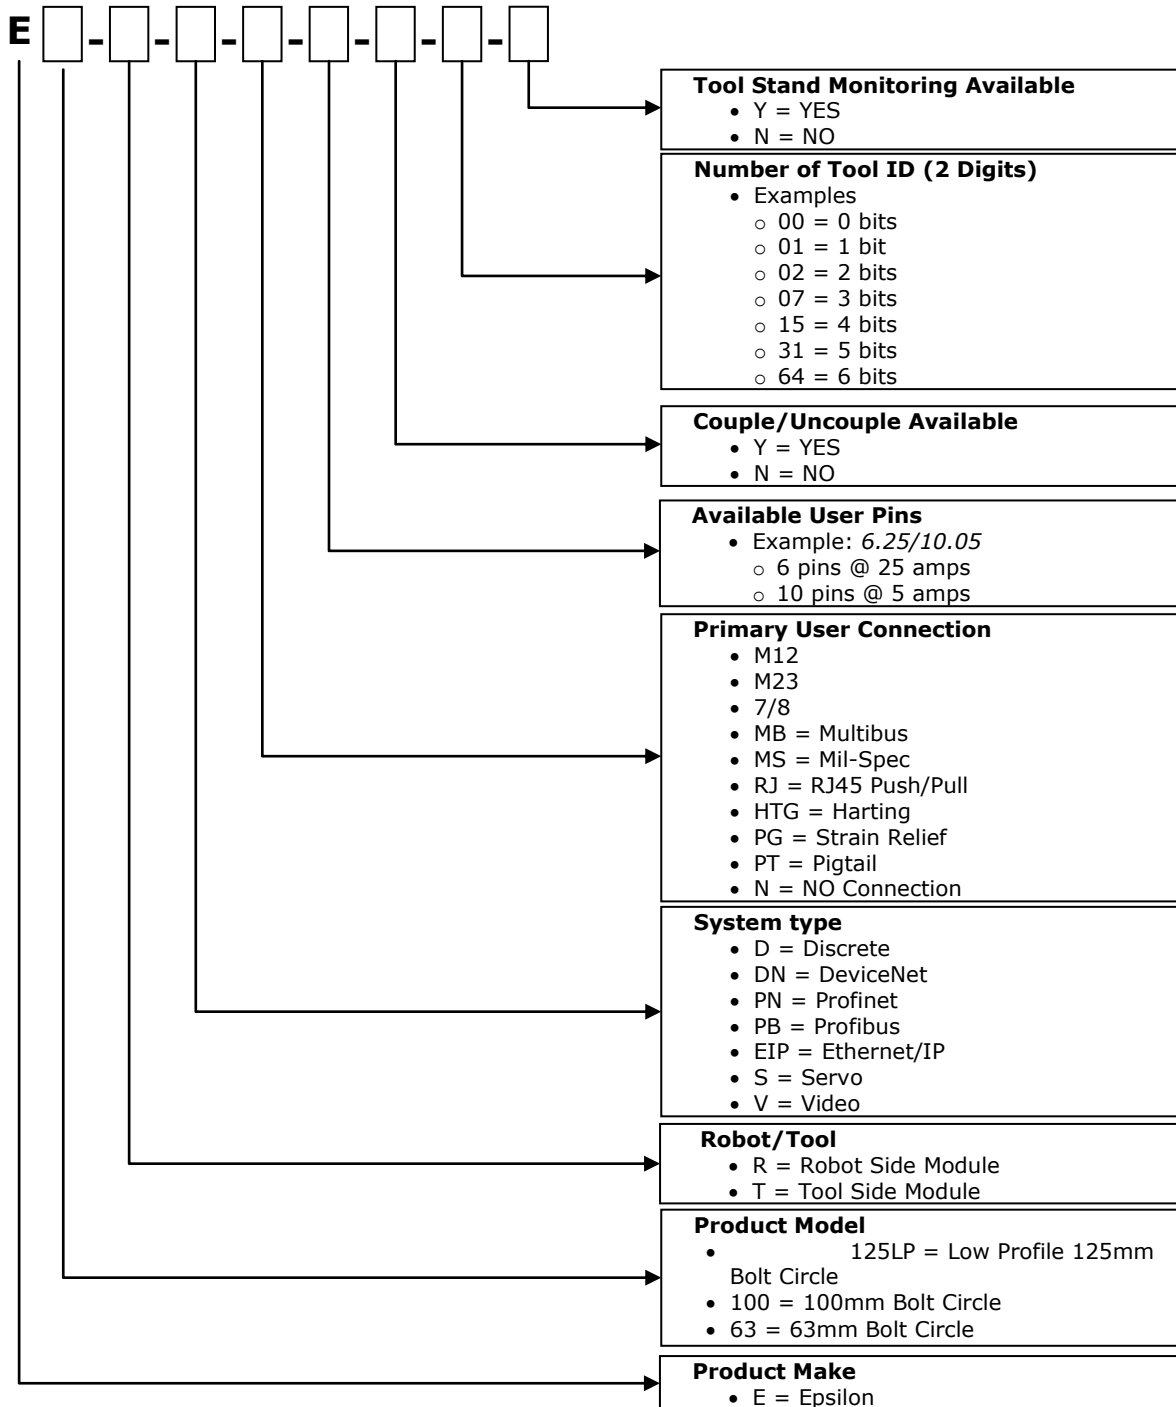 E - - - - - - -
Tool Stand Monitoring Available
• Y = YES
• N = NO
Number of Tool ID (2 Digits)
• Examples
○ 00 = 0 bits
○ 01 = 1 bit
○ 02 = 2 bits
○ 07 = 3 bits
○ 15 = 4 bits
○ 31 = 5 bits
○ 64 = 6 bits
Couple/Uncouple Available
• Y = YES
• N = NO
Available User Pins
• Example: 6.25/10.05
○ 6 pins @ 25 amps
○ 10 pins @ 5 amps
Primary User Connection
• M12
• M23
• 7/8
• MB = Multibus
• MS = Mil-Spec
• RJ = RJ45 Push/Pull
• HTG = Harting
• PG = Strain Relief
• PT = Pigtail
• N = NO Connection
System type
• D = Discrete
• DN = DeviceNet
• PN = Profinet
• PB = Profibus
• EIP = Ethernet/IP
• S = Servo
• V = Video
Robot/Tool
• R = Robot Side Module
• T = Tool Side Module
Product Model
• 125LP = Low Profile 125mm
Bolt Circle
• 100 = 100mm Bolt Circle
• 63 = 63mm Bolt Circle
Product Make
• E = Epsilon